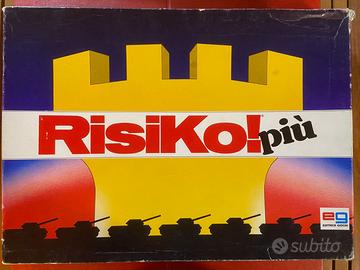 RisiKo!
più
eg
EDITRICE GIOCHI
subito